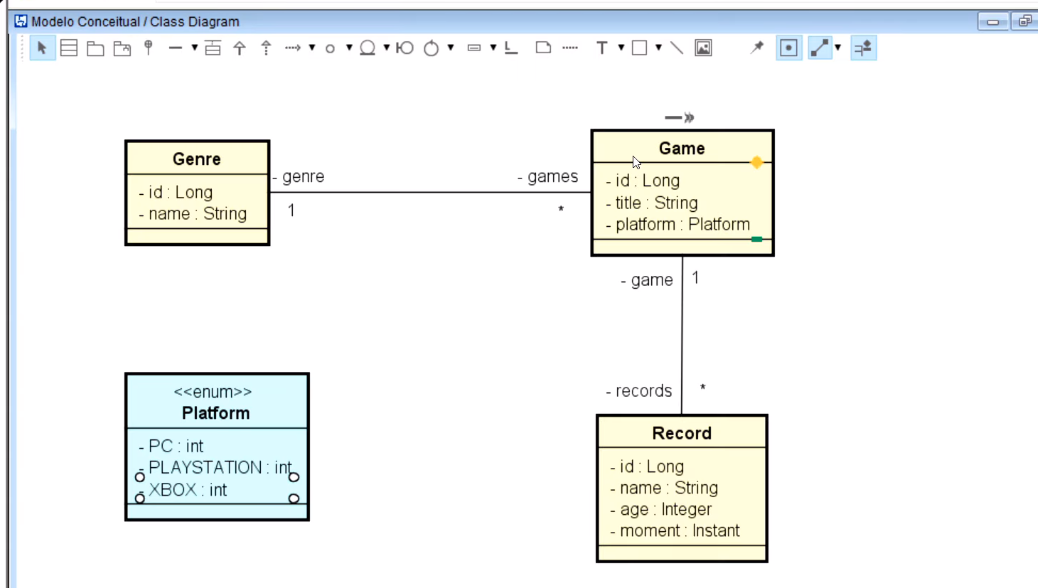 Modelo Conceitual / Class Diagram
T
Genre
- id : Long
- name : String
- genre
1
- games
*
Game
- id : Long
- title : String
- platform : Platform
- game
1
- records
*
<<enum>>
Platform
- PC : int
- PLAYSTATION : int
- XBOX : int
Record
- id : Long
- name : String
- age : Integer
- moment : Instant